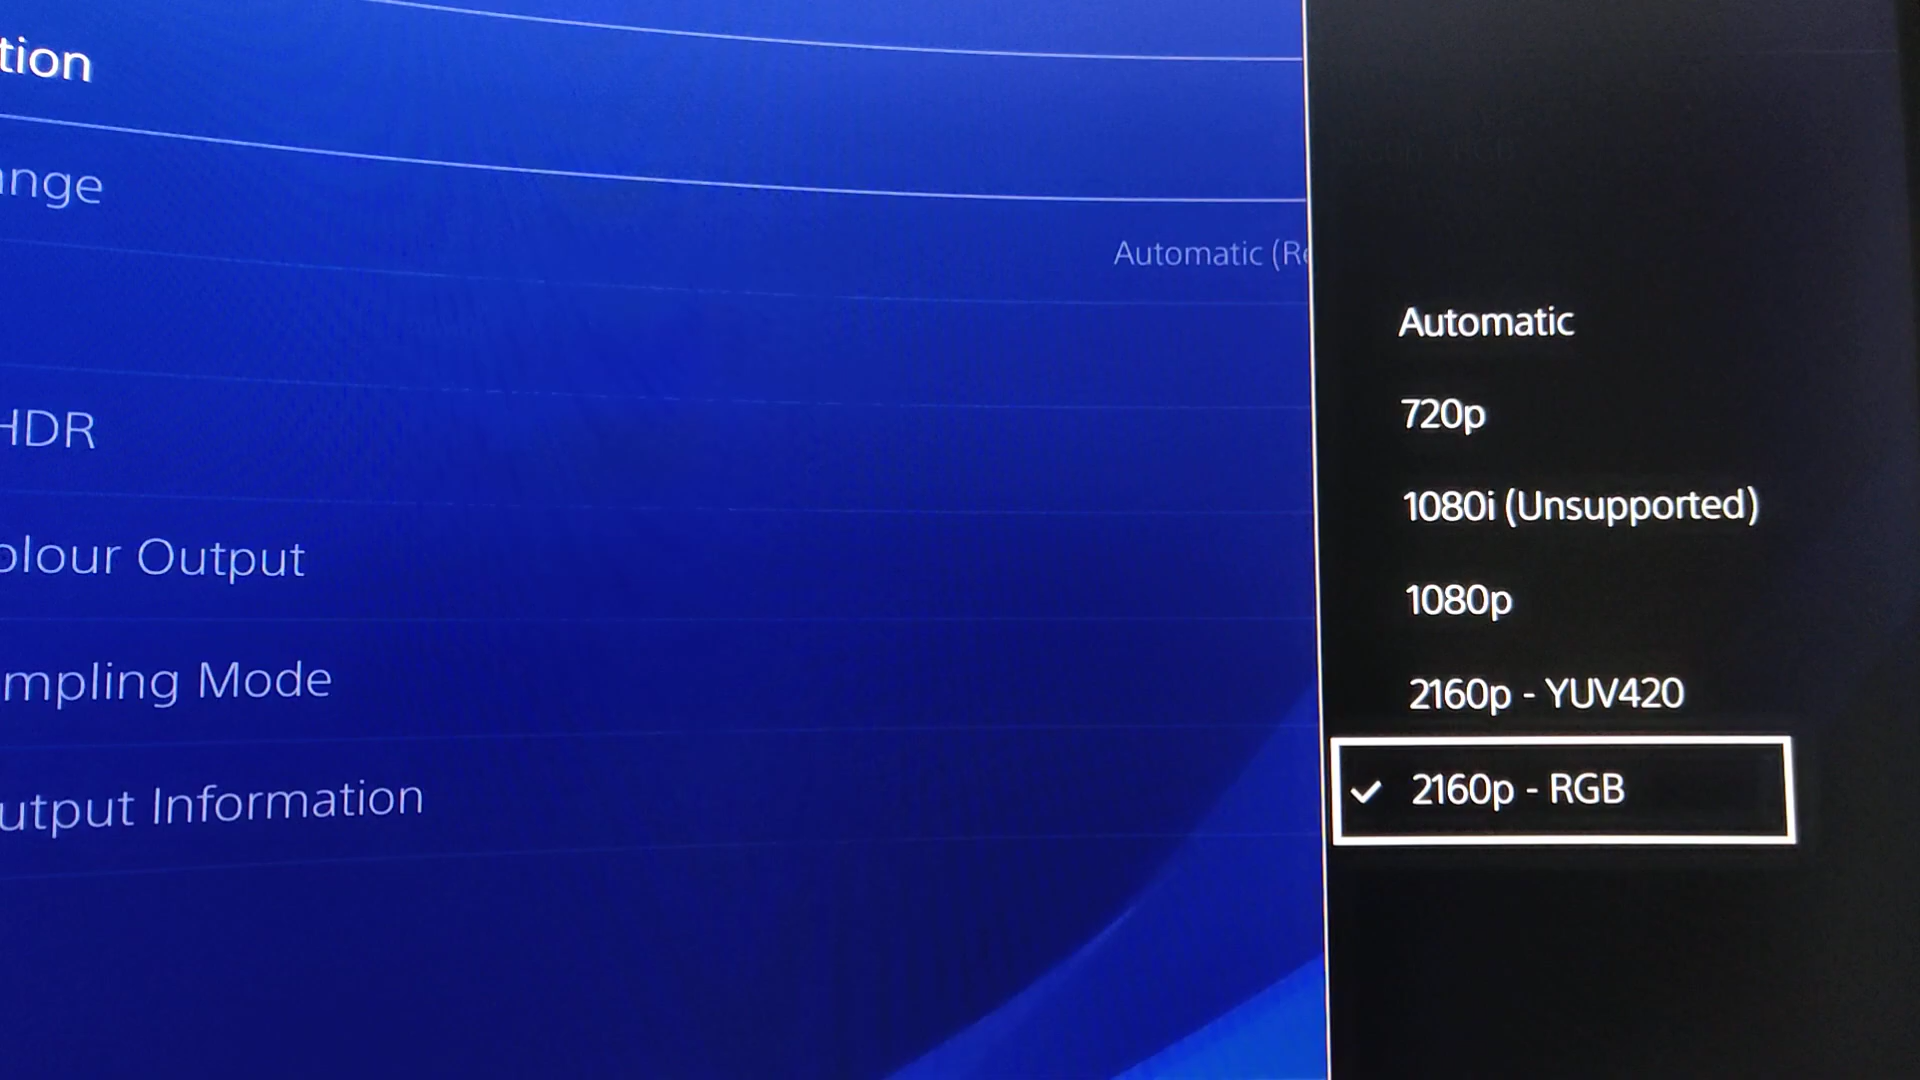 tion
ange
Automatic (Re
HDR
olour Output
mpling Mode
utput Information
Automatic
720p
1080i (Unsupported)
1080p
2160p - YUV420
2160p - RGB